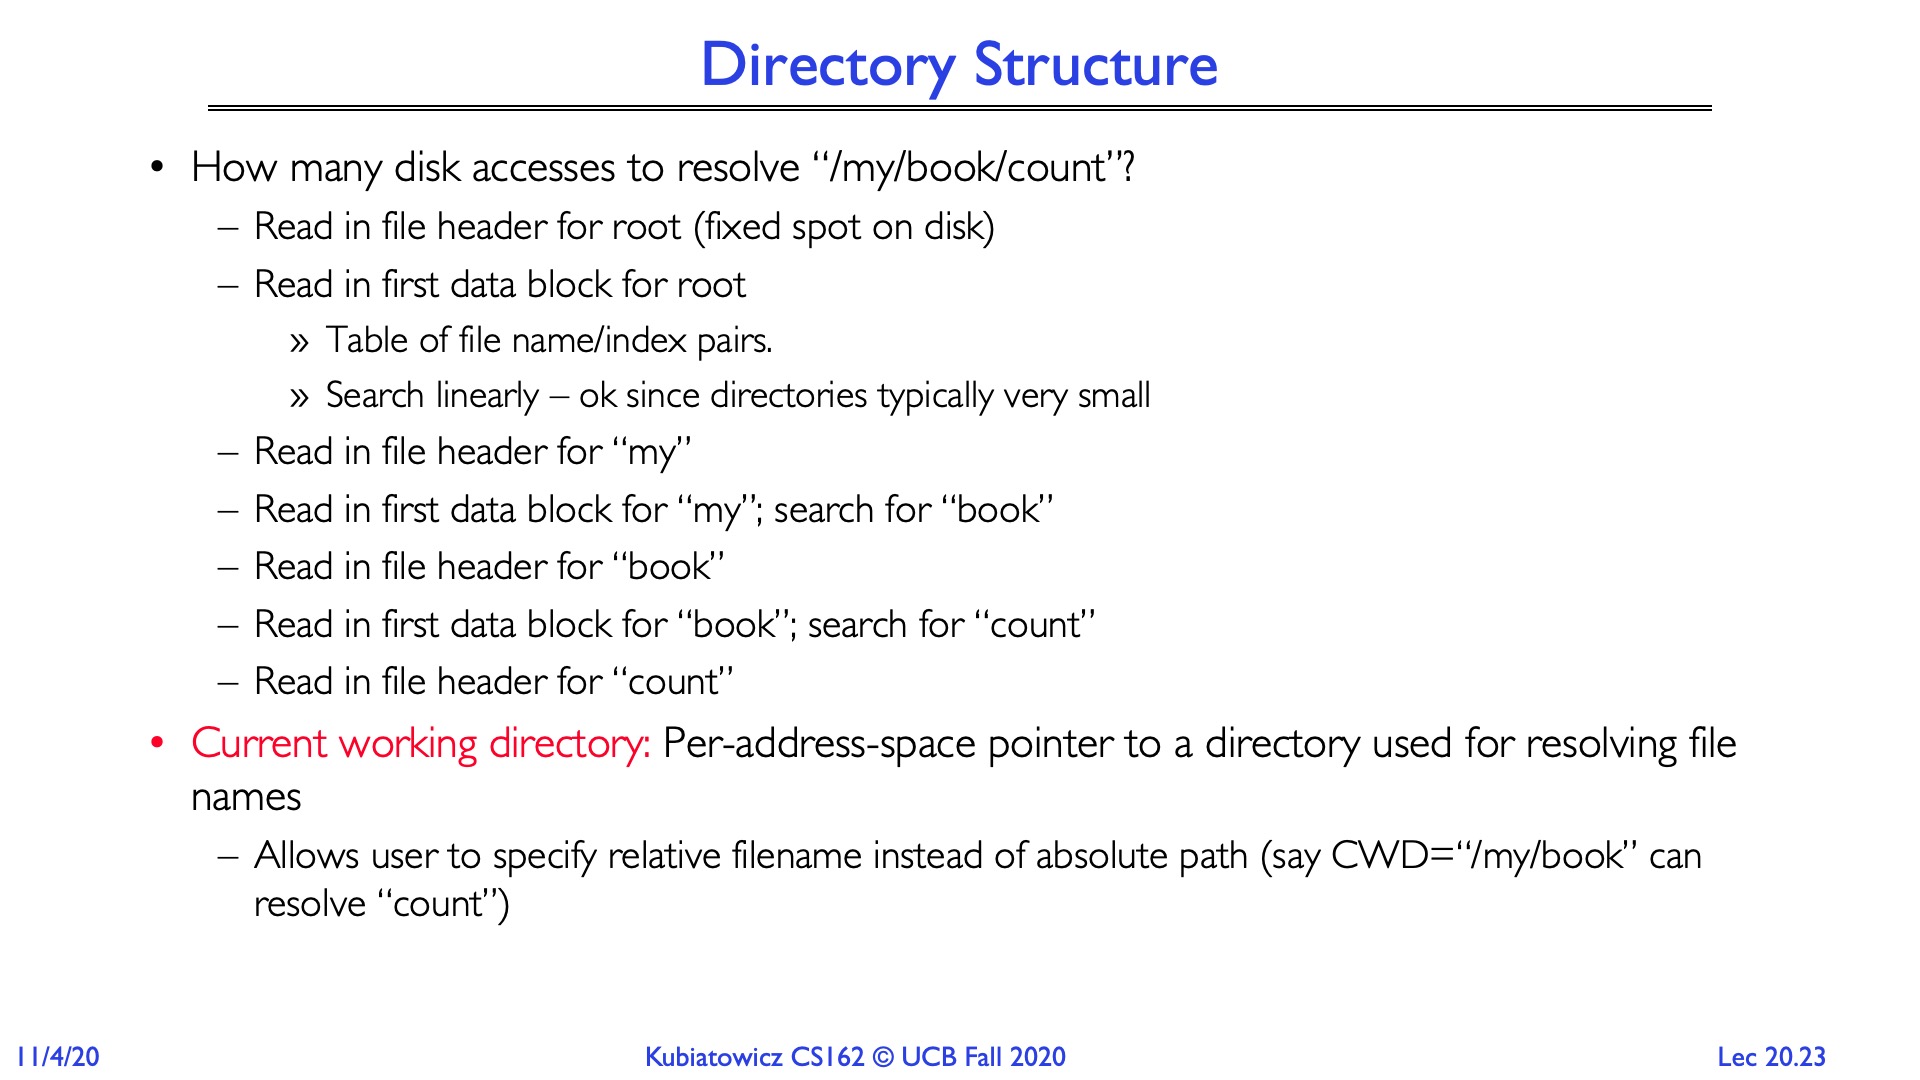 Directory Structure
• How many disk accesses to resolve “/my/book/count”?
– Read in file header for root (fixed spot on disk)
– Read in first data block for root
» Table of file name/index pairs.
» Search linearly – ok since directories typically very small
– Read in file header for “my”
– Read in first data block for “my”; search for “book”
– Read in file header for “book”
– Read in first data block for “book”; search for “count”
– Read in file header for “count”
• Current working directory: Per-address-space pointer to a directory used for resolving file
names
– Allows user to specify relative filename instead of absolute path (say CWD=“/my/book” can
resolve “count”)
11/4/20
Kubiatowicz CS162 © UCB Fall 2020
Lec 20.23